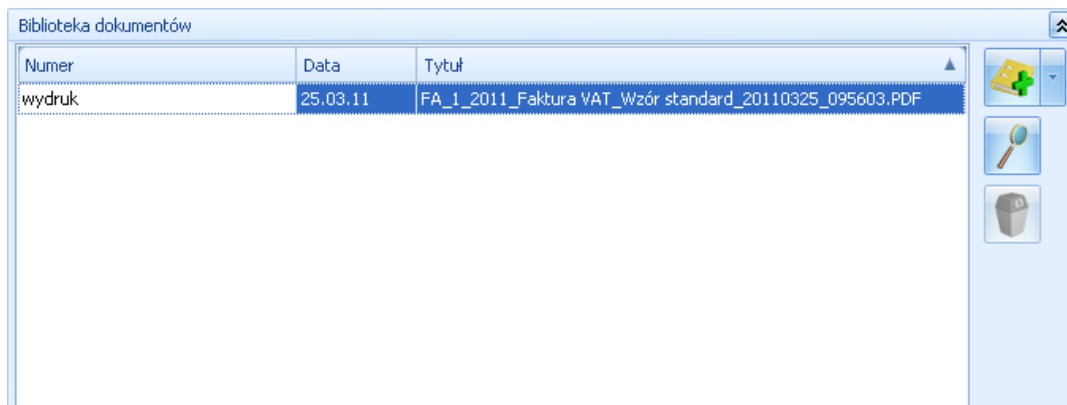 Biblioteka dokumentów
Numer Data Tytuł
wydruk 25.03.11 FA_1_2011_Faktura VAT_Wzór standard_20110325_095603.PDF